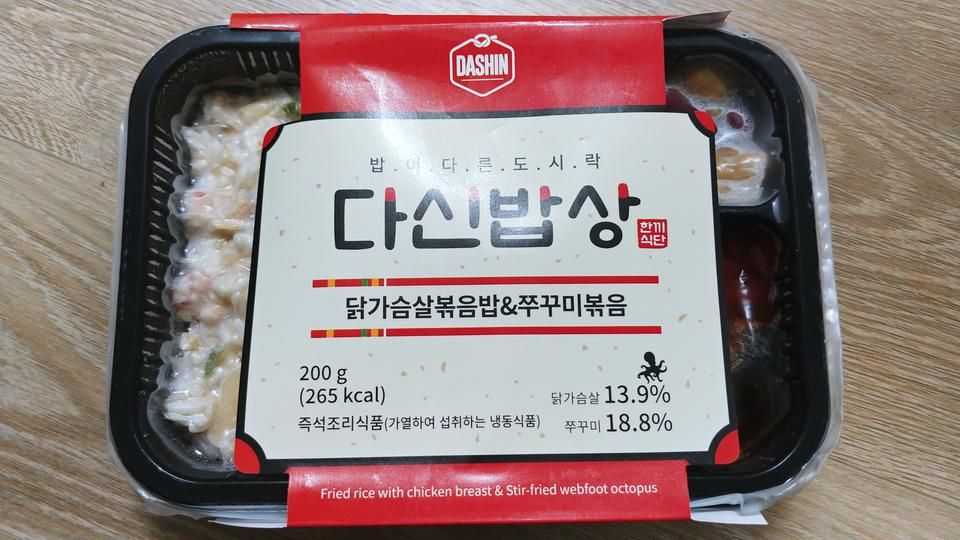 DASHIN
밥.여.다.른.도.시.락
다신밥상
한끼
식단
닭가슴살볶음밥&쭈꾸미볶음
200 g
(265 kcal)
즉석조리식품(가열하여 섭취하는 냉동식품)
닭가슴살 13.9%
쭈꾸미 18.8%
Fried rice with chicken breast & Stir-fried webfoot octopus